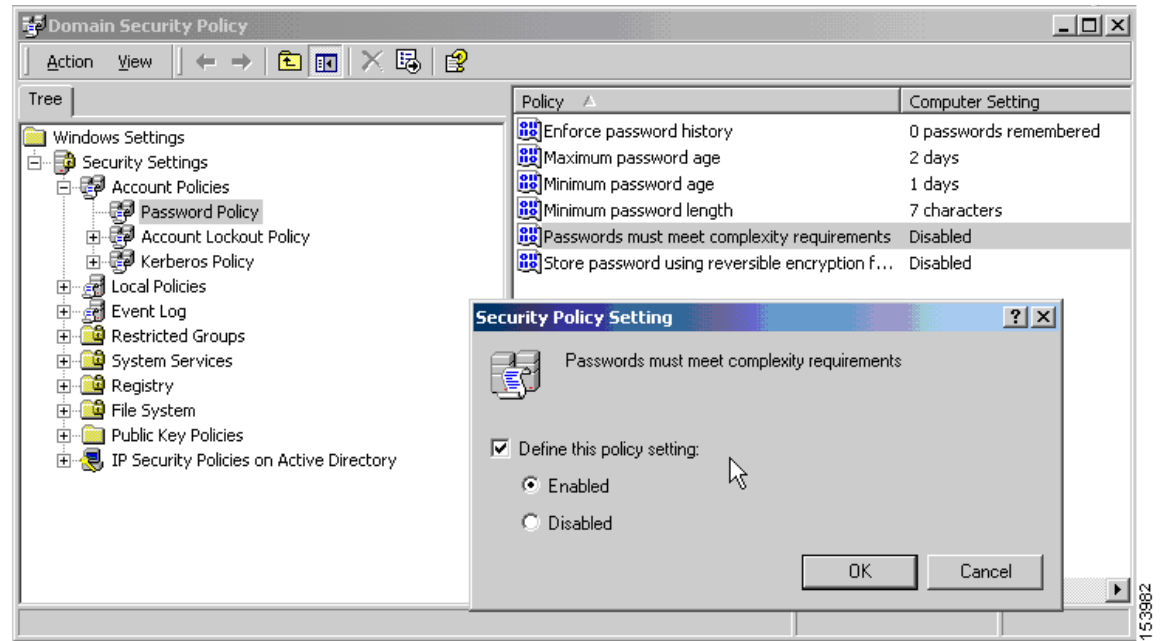 Domain Security Policy
Action View
Tree
Policy Computer Setting
Windows Settings
Security Settings
Account Policies
Password Policy
Account Lockout Policy
Kerberos Policy
Local Policies
Event Log
Restricted Groups
System Services
Registry
File System
Public Key Policies
IP Security Policies on Active Directory
Enforce password history 0 passwords remembered
Maximum password age 2 days
Minimum password age 1 days
Minimum password length 7 characters
Passwords must meet complexity requirements Disabled
Store password using reversible encryption f... Disabled
Security Policy Setting
Passwords must meet complexity requirements
Define this policy setting:
Enabled
Disabled
OK Cancel
153982